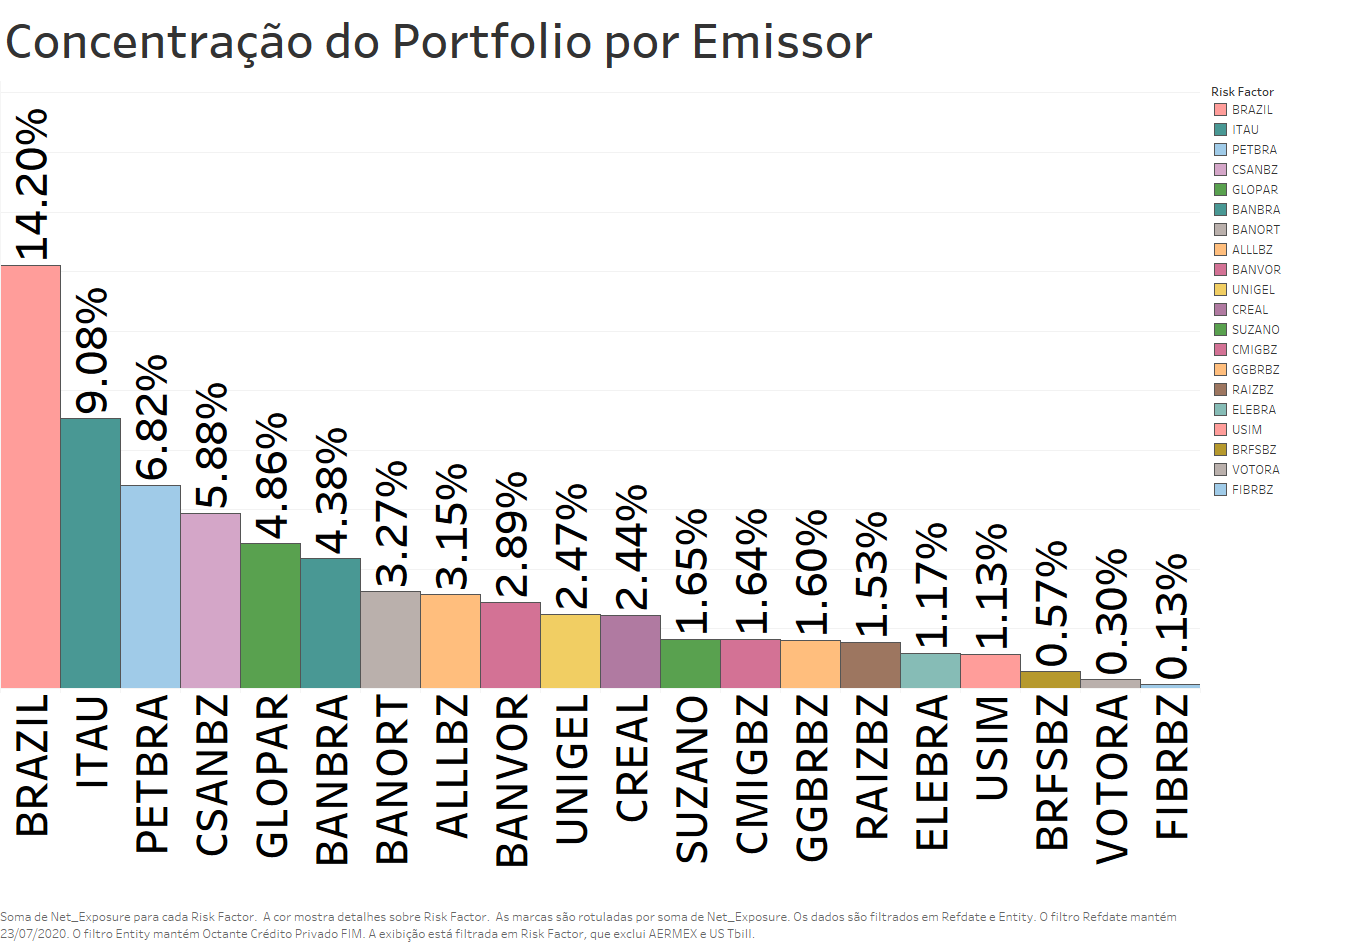 Concentração do Portfolio por Emissor
Risk Factor
BRAZIL
ITAU
PETBRA
CSANBZ
GLOPAR
BANBRA
BANORT
ALLLBZ
BANVOR
UNIGEL
CREAL
SUZANO
CMIGBZ
GGBRBZ
RAIZBZ
ELEBRA
USIM
BRFSBZ
VOTORA
FIBRBZ
14.20%
9.08%
6.82%
5.88%
4.86%
4.38%
3.27%
3.15%
2.89%
2.47%
2.44%
1.65%
1.64%
1.60%
1.53%
1.17%
1.13%
0.57%
0.30%
0.13%
BRAZIL
ITAU
PETBRA
CSANBZ
GLOPAR
BANBRA
BANORT
ALLLBZ
BANVOR
UNIGEL
CREAL
SUZANO
CMIGBZ
GGBRBZ
RAIZBZ
ELEBRA
USIM
BRFSBZ
VOTORA
FIBRBZ
Soma de Net_Exposure para cada Risk Factor. A cor mostra detalhes sobre Risk Factor. As marcas são rotuladas por soma de Net_Exposure. Os dados são filtrados em Refdate e Entity. O filtro Refdate mantém
23/07/2020. O filtro Entity mantém Octante Crédito Privado FIM. A exibição está filtrada em Risk Factor, que exclui AERMEX e US Tbill.